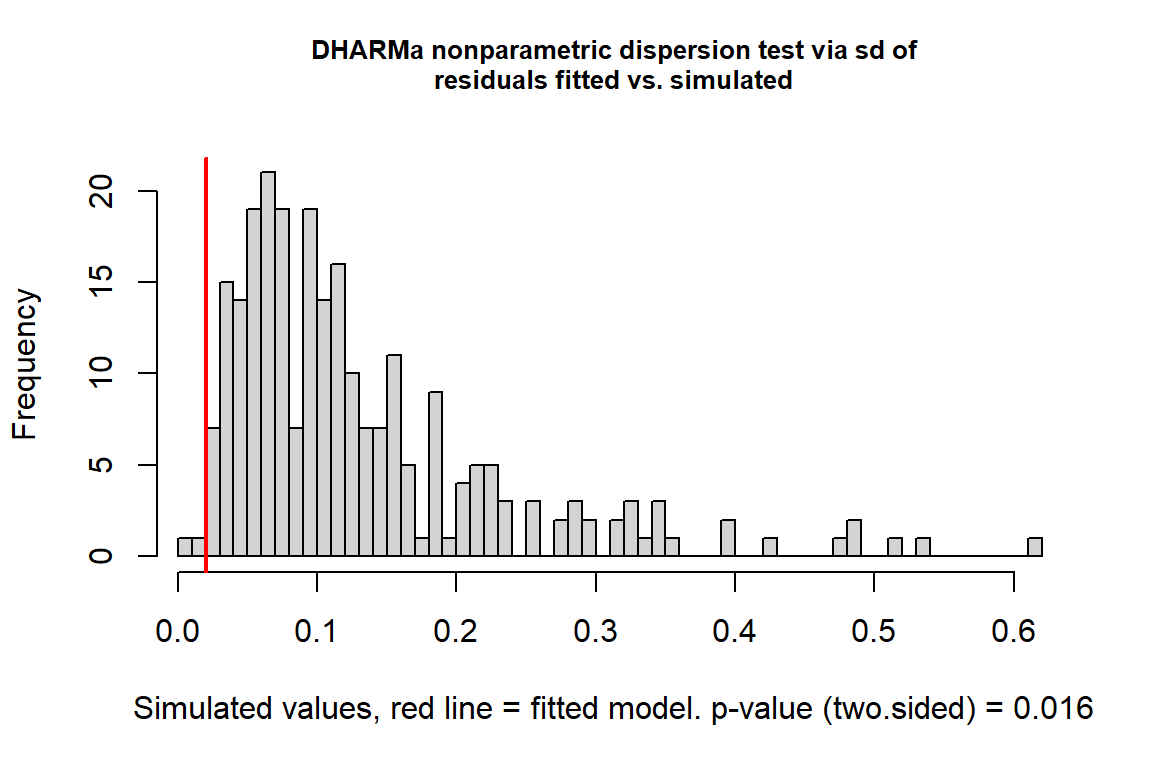 DHARMa nonparametric dispersion test via sd of
residuals fitted vs. simulated
Frequency
20
15
10
5
0
0.0 0.1 0.2 0.3 0.4 0.5 0.6
Simulated values, red line = fitted model. p-value (two.sided) = 0.016